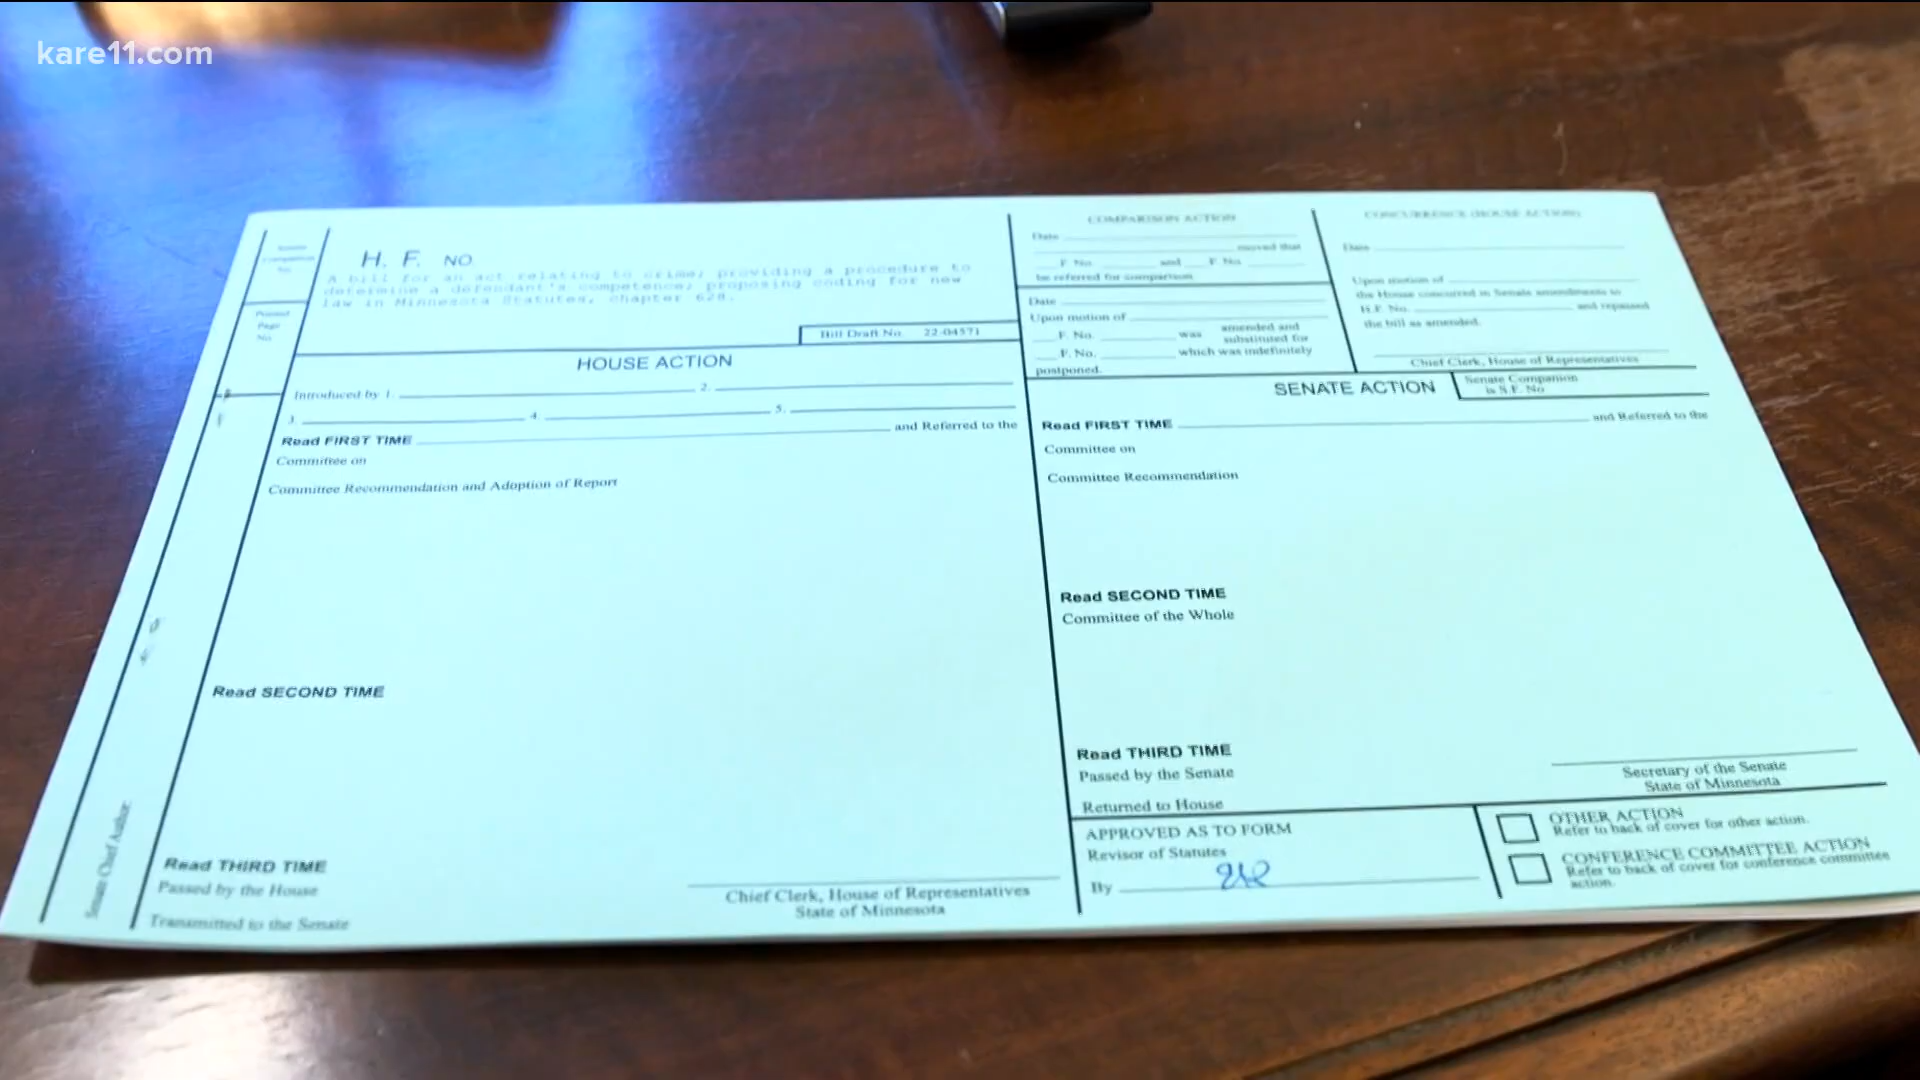 kare11.com
Senate
Companion
No.
Printed
Page
No.
Senate Chief Author:
H. F. NO.
A bill for an act relating to crime; providing a procedure to
determine a defendant's competence; proposing coding for new
law in Minnesota Statutes, chapter 628.
Bill Draft No. 22-04571
HOUSE ACTION
Introduced by 1. 2.
3. 4. 5.
Read FIRST TIME and Referred to the
Committee on
Committee Recommendation and Adoption of Report
Read SECOND TIME
Read THIRD TIME
Passed by the House
Transmitted to the Senate
Chief Clerk, House of Representatives
State of Minnesota
COMPARISON ACTION
Date
moved that
F. No. and F. No.
be referred for comparison.
Date
Upon motion of
F. No. was amended and substituted for
F. No. which was indefinitely
postponed.
CONCURRENCE (HOUSE ACTION)
Date
Upon motion of
the House concurred in Senate amendments to
H.F. No. and repassed
the bill as amended.
Chief Clerk, House of Representatives
SENATE ACTION
Senate Companion
is S.F. No
Read FIRST TIME and Referred to the
Committee on
Committee Recommendation
Read SECOND TIME
Committee of the Whole
Read THIRD TIME
Passed by the Senate
Returned to House
Secretary of the Senate
State of Minnesota
APPROVED AS TO FORM
Revisor of Statutes
By
OTHER ACTION
Refer to back of cover for other action.
CONFERENCE COMMITTEE ACTION
Refer to back of cover for conference committee
action.